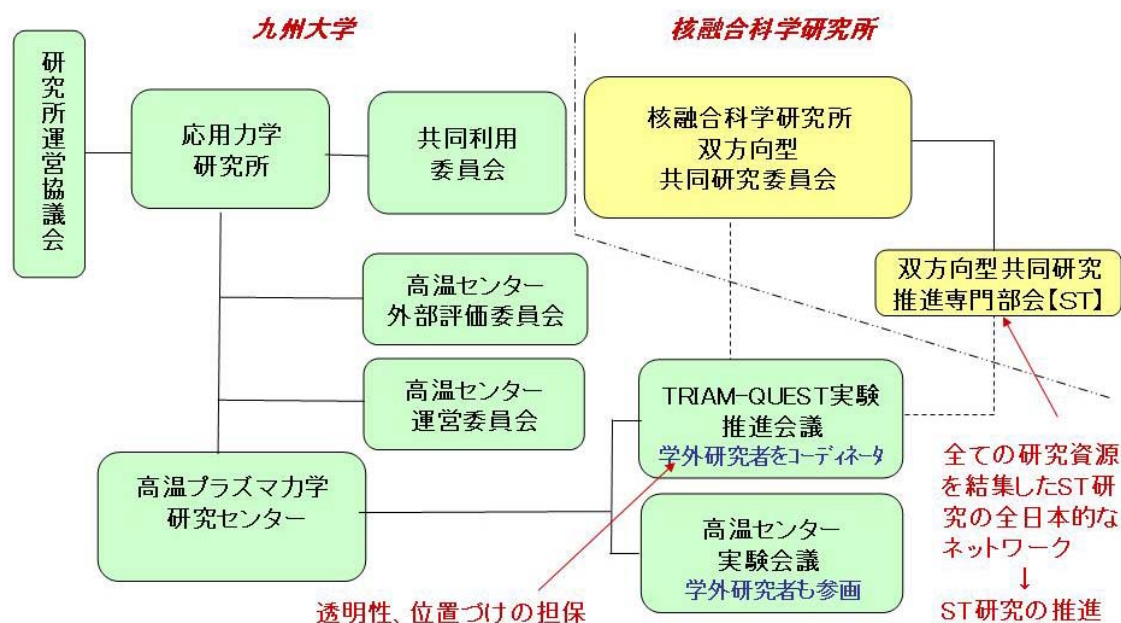 九州大学
核融合科学研究所
研究所運営協議会
応用力学
研究所
共同利用
委員会
核融合科学研究所
双方向型
共同研究委員会
双方向型共同研究
推進専門部会【ST】
高温センター
外部評価委員会
高温センター
運営委員会
高温プラズマ力学
研究センター
TRIAM-QUEST実験
推進会議
学外研究者をコーディネータ
高温センター
実験会議
学外研究者も参画
透明性、位置づけの担保
全ての研究資源
を結集したST研
究の全日本的な
ネットワーク
↓
ST研究の推進